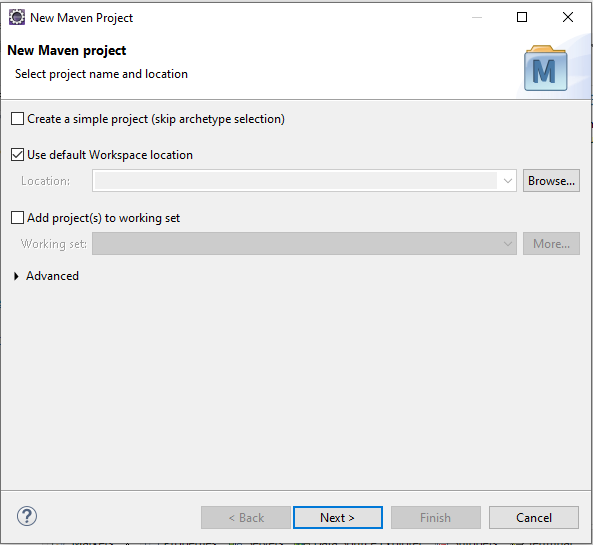 New Maven Project
New Maven project
Select project name and location
M
Create a simple project (skip archetype selection)
Use default Workspace location
Location:
Browse...
Add project(s) to working set
Working set:
More...
Advanced
?
< Back
Next >
Finish
Cancel